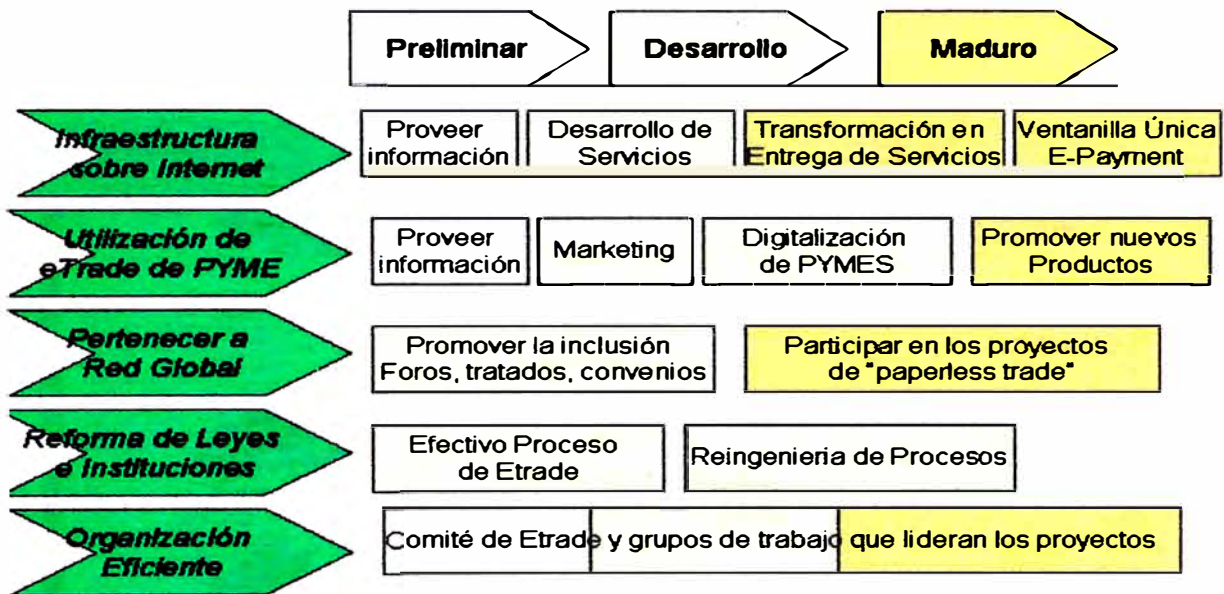 Preliminar
Desarrollo
Maduro
Infraestructura
sobre Internet
Proveer
información
Desarrollo de
Servicios
Transformación en
Entrega de Servicios
Ventanilla Única
E-Payment
Utilización de
eTrade de PYME
Proveer
información
Marketing
Digitalización
de PYMES
Promover nuevos
Productos
Pertenecer a
Red Global
Promover la inclusión
Foros, tratados, convenios
Participar en los proyectos
de "paperless trade"
Reforma de Leyes
e Instituciones
Efectivo Proceso
de Etrade
Reingenieria de Procesos
Organización
Eficiente
Comité de Etrade y grupos de trabajo que lideran los proyectos